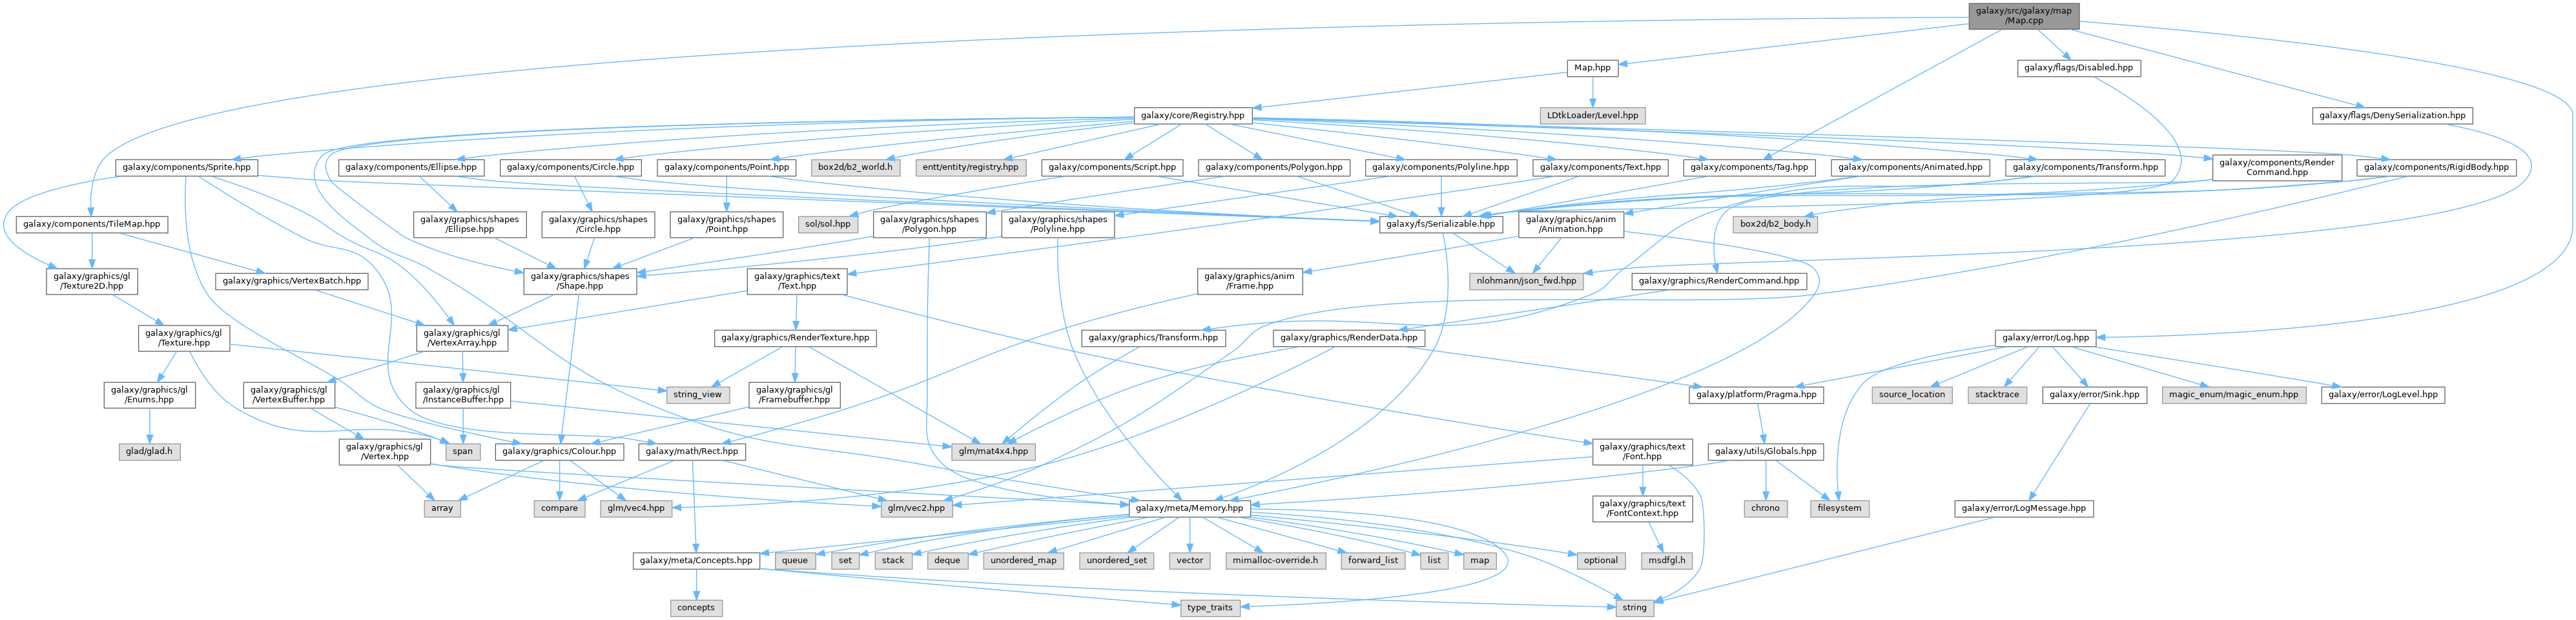 galaxy/src/galaxy/map
/Map.cpp
Map.hpp
galaxy/flags/Disabled.hpp
galaxy/core/Registry.hpp
LDtkLoader/Level.hpp
galaxy/flags/DenySerialization.hpp
galaxy/components/Sprite.hpp
galaxy/components/Ellipse.hpp
galaxy/components/Circle.hpp
galaxy/components/Point.hpp
box2d/b2_world.h
entt/entity/registry.hpp
galaxy/components/Script.hpp
galaxy/components/Polygon.hpp
galaxy/components/Polyline.hpp
galaxy/components/Text.hpp
galaxy/components/Tag.hpp
galaxy/components/Animated.hpp
galaxy/components/Transform.hpp
galaxy/components/Render
Command.hpp
galaxy/components/RigidBody.hpp
galaxy/components/TileMap.hpp
galaxy/graphics/shapes
/Ellipse.hpp
galaxy/graphics/shapes
/Circle.hpp
galaxy/graphics/shapes
/Point.hpp
sol/sol.hpp
galaxy/graphics/shapes
/Polygon.hpp
galaxy/graphics/shapes
/Polyline.hpp
galaxy/fs/Serializable.hpp
galaxy/graphics/anim
/Animation.hpp
box2d/b2_body.h
galaxy/graphics/gl
/Texture2D.hpp
galaxy/graphics/VertexBatch.hpp
galaxy/graphics/shapes
/Shape.hpp
galaxy/graphics/text
/Text.hpp
galaxy/graphics/anim
/Frame.hpp
nlohmann/json_fwd.hpp
galaxy/graphics/RenderCommand.hpp
galaxy/graphics/gl
/Texture.hpp
galaxy/graphics/gl
/VertexArray.hpp
galaxy/graphics/RenderTexture.hpp
galaxy/graphics/Transform.hpp
galaxy/graphics/RenderData.hpp
galaxy/error/Log.hpp
galaxy/graphics/gl
/Enums.hpp
galaxy/graphics/gl
/VertexBuffer.hpp
galaxy/graphics/gl
/InstanceBuffer.hpp
string_view
galaxy/graphics/gl
/Framebuffer.hpp
galaxy/platform/Pragma.hpp
source_location
stacktrace
galaxy/error/Sink.hpp
magic_enum/magic_enum.hpp
galaxy/error/LogLevel.hpp
glad/glad.h
galaxy/graphics/gl
/Vertex.hpp
span
galaxy/graphics/Colour.hpp
galaxy/math/Rect.hpp
glm/mat4x4.hpp
galaxy/graphics/text
/Font.hpp
galaxy/utils/Globals.hpp
array
compare
glm/vec4.hpp
glm/vec2.hpp
galaxy/meta/Memory.hpp
galaxy/graphics/text
/FontContext.hpp
chrono
filesystem
galaxy/error/LogMessage.hpp
galaxy/meta/Concepts.hpp
queue
set
stack
deque
unordered_map
unordered_set
vector
mimalloc-override.h
forward_list
list
map
optional
msdfgl.h
concepts
type_traits
string